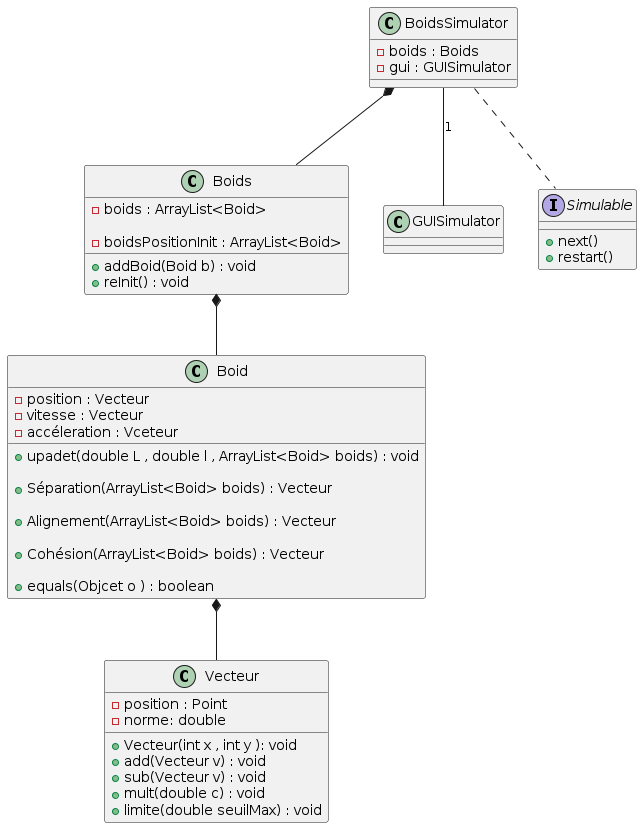 C BoidsSimulator
- boids : Boids
- gui : GUISimulator
1
C Boids
boids : ArrayList<Boid>
boidsPositionInit : ArrayList<Boid>
addBoid(Boid b) : void
reInit() : void
C GUISimulator
I Simulable
next()
restart()
C Boid
position : Vecteur
vitesse : Vecteur
accéleration : Vceteur
upadet(double L , double l , ArrayList<Boid> boids) : void
Séparation(ArrayList<Boid> boids) : Vecteur
Alignement(ArrayList<Boid> boids) : Vecteur
Cohésion(ArrayList<Boid> boids) : Vecteur
equals(Objcet o ) : boolean
C Vecteur
position : Point
norme: double
Vecteur(int x , int y ): void
add(Vecteur v) : void
sub(Vecteur v) : void
mult(double c) : void
limite(double seuilMax) : void